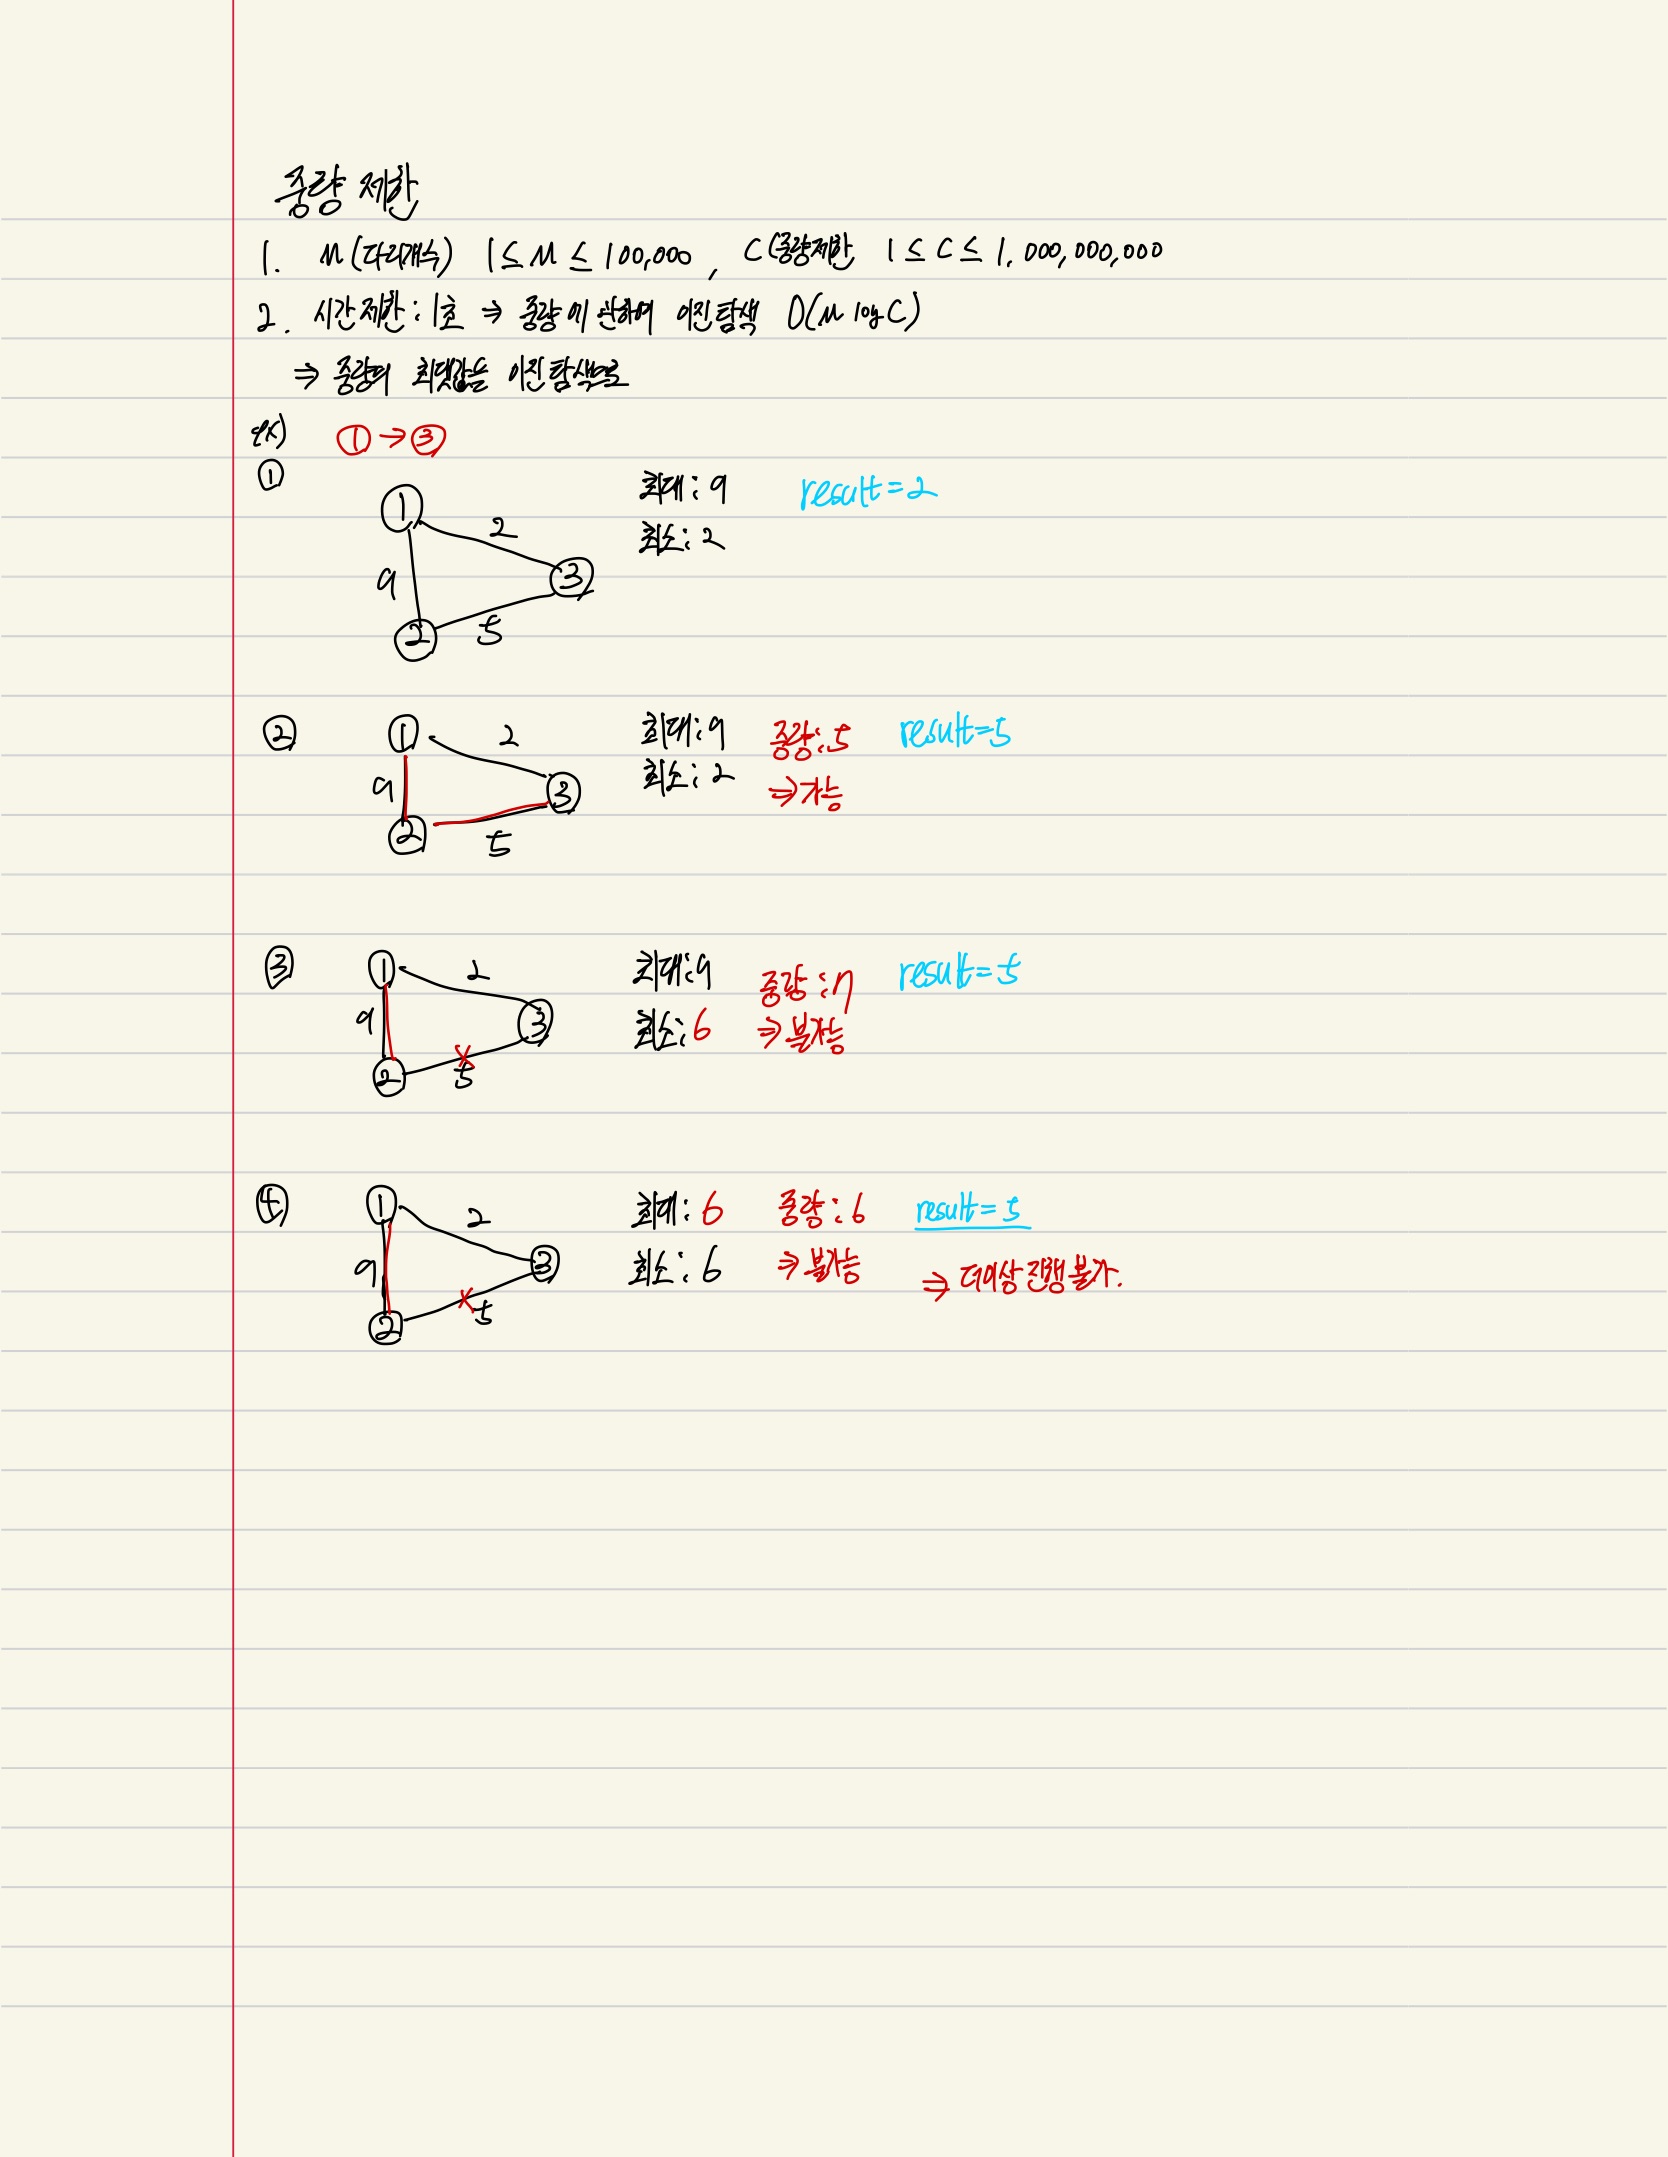 중량 제한
1. M(다리개수) 1≤M≤100,000, C(중량제한 1≤C≤1,000,000,000
2. 시간제한:1초 ⇒ 중량에 관하여 이진탐색 O(M log C)
⇒ 중량의 최댓값을 이진탐색으로
ex) ①→③
①
1 2 3 9 2 5
최대:9 result=2
최소:2
②
1 2 3 9 2 5
최대:9 중량:5 result=5
최소:2 ⇒가능
③
1 2 3 9 2 5
최대:9 중량:7 result=5
최소:6 ⇒불가능
④
1 2 3 9 2 5
최대:6 중량:6 result=5
최소:6 ⇒불가능 ⇒ 더이상 진행 불가.